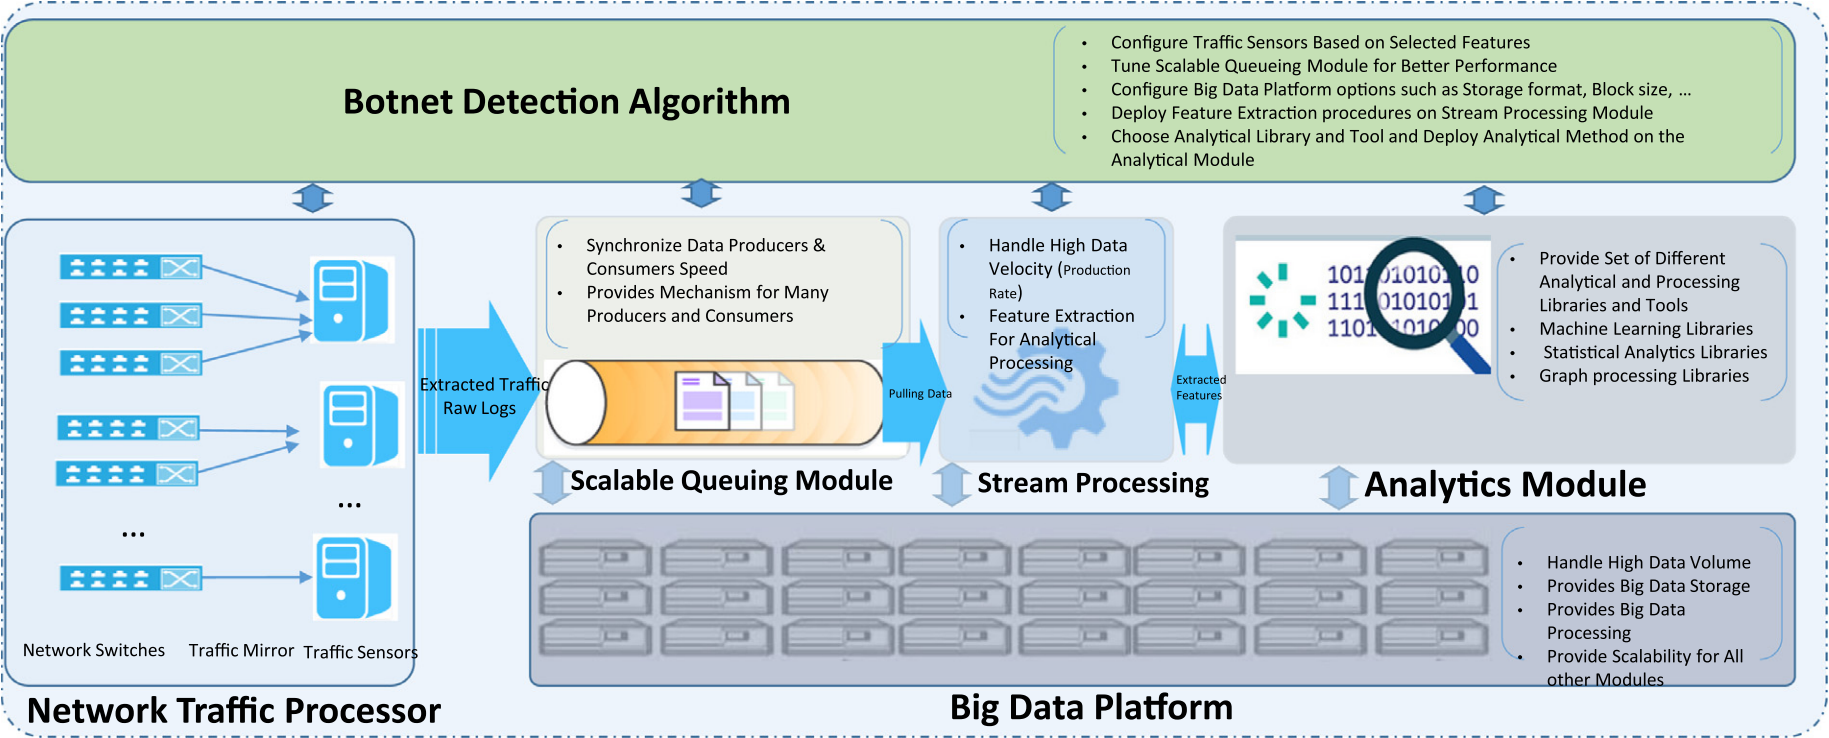 Botnet Detection Algorithm
• Configure Traffic Sensors Based on Selected Features
• Tune Scalable Queueing Module for Better Performance
• Configure Big Data Platform options such as Storage format, Block size, ...
• Deploy Feature Extraction procedures on Stream Processing Module
• Choose Analytical Library and Tool and Deploy Analytical Method on the
Analytical Module
...
...
Network Switches
Traffic Mirror
Traffic Sensors
Network Traffic Processor
Extracted Traffic
Raw Logs
• Synchronize Data Producers &
Consumers Speed
• Provides Mechanism for Many
Producers and Consumers
Scalable Queuing Module
Pulling Data
• Handle High Data
Velocity (Production
Rate)
• Feature Extraction
For Analytical
Processing
Stream Processing
Extracted
Features
• Provide Set of Different
Analytical and Processing
Libraries and Tools
• Machine Learning Libraries
• Statistical Analytics Libraries
• Graph processing Libraries
Analytics Module
• Handle High Data Volume
• Provides Big Data Storage
• Provides Big Data
Processing
• Provide Scalability for All
other Modules
Big Data Platform